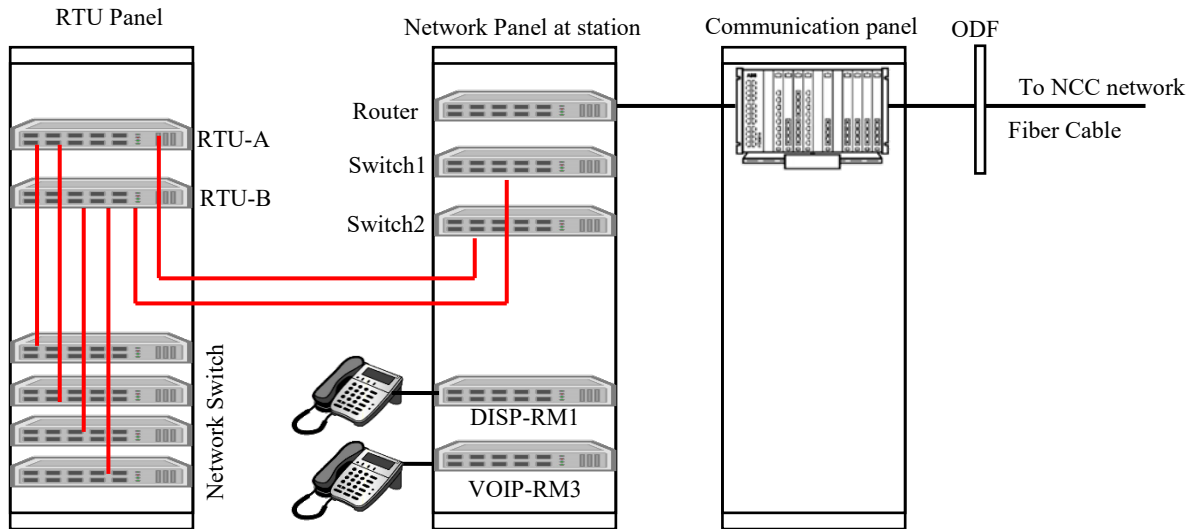 RTU Panel
Network Panel at station
Communication panel
ODF
To NCC network
Fiber Cable
Router
RTU-A
Switch1
RTU-B
Switch2
Network Switch
DISP-RM1
VOIP-RM3
ABB